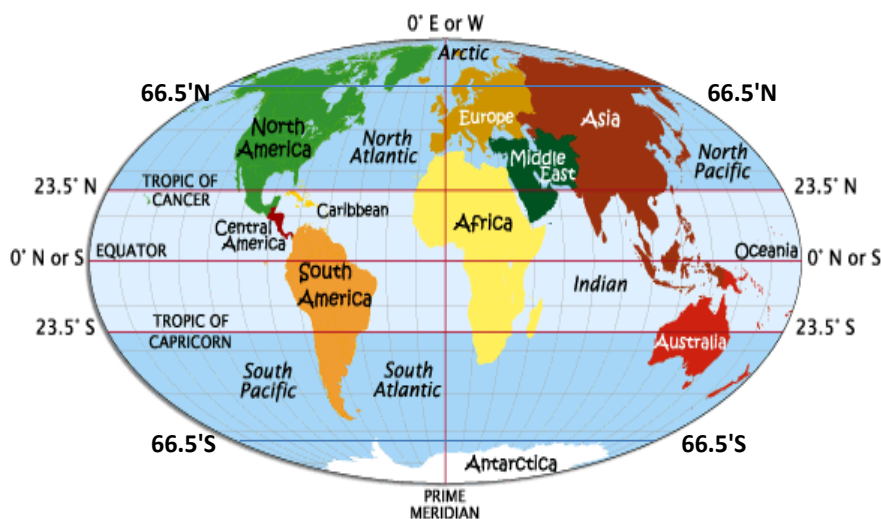 0° E or W
Arctic
66.5'N
66.5'N
Europe
Asia
North
America
North
Atlantic
Middle
East
North
Pacific
TROPIC OF
CANCER
23.5° N
23.5° N
Caribbean
Central
America
Africa
EQUATOR
Oceania
0° N or S
0° N or S
South
America
Indian
TROPIC OF
CAPRICORN
23.5° S
23.5° S
Australia
South
Pacific
South
Atlantic
66.5'S
66.5'S
Antarctica
PRIME
MERIDIAN